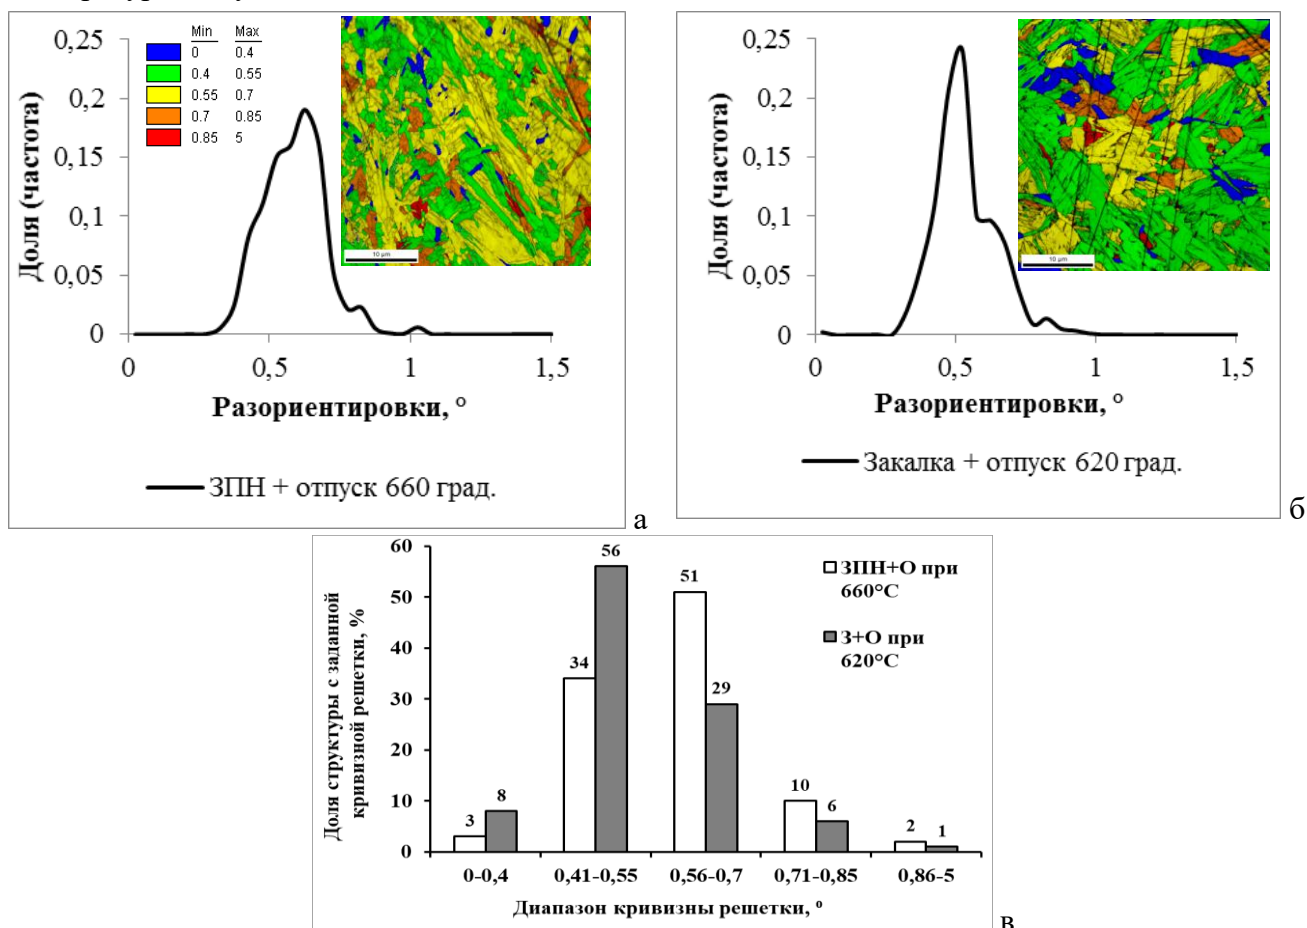 0,25
0,2
0,15
0,1
0,05
0
Доля (частота)
Min Max
0 0.4
0.4 0.55
0.55 0.7
0.7 0.85
0.85 5
10 µm
0 0,5 1 1,5
Разориентировки, °
ЗПН + отпуск 660 град.
а
0,25
0,2
0,15
0,1
0,05
0
Доля (частота)
10 µm
0 0,5 1 1,5
Разориентировки, °
Закалка + отпуск 620 град.
б
60
50
40
30
20
10
0
Доля структуры с заданной
кривизной решетки, %
3 8 34 56 51 29 10 6 2 1
ЗПН+О при
660°С
З+О при
620°С
0-0,4 0,41-0,55 0,56-0,7 0,71-0,85 0,86-5
Диапазон кривизны решетки, º
в